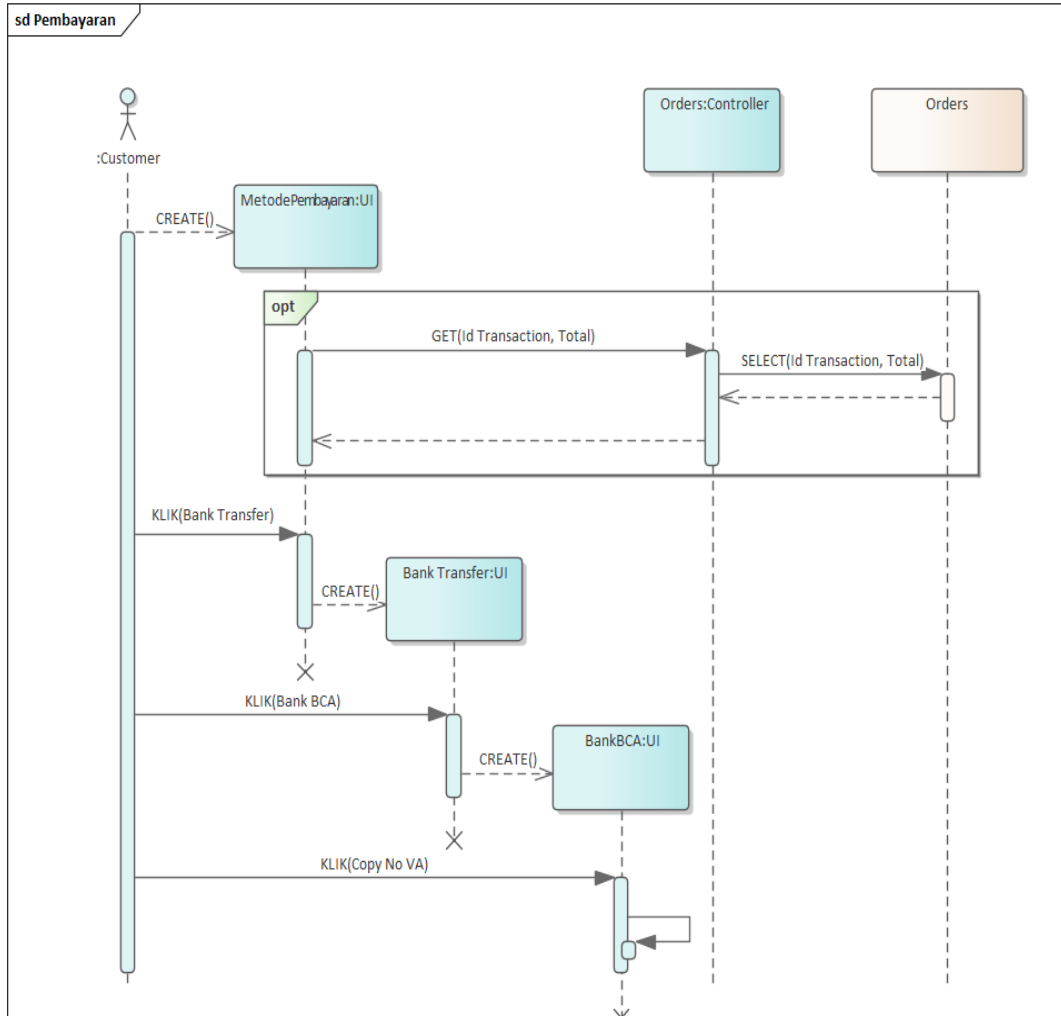 sd Pembayaran
Orders:Controller
Orders
:Customer
MetodePembayaran:UI
CREATE()
opt
GET(Id Transaction, Total)
SELECT(Id Transaction, Total)
KLIK(Bank Transfer)
Bank Transfer:UI
CREATE()
KLIK(Bank BCA)
BankBCA:UI
CREATE()
KLIK(Copy No VA)